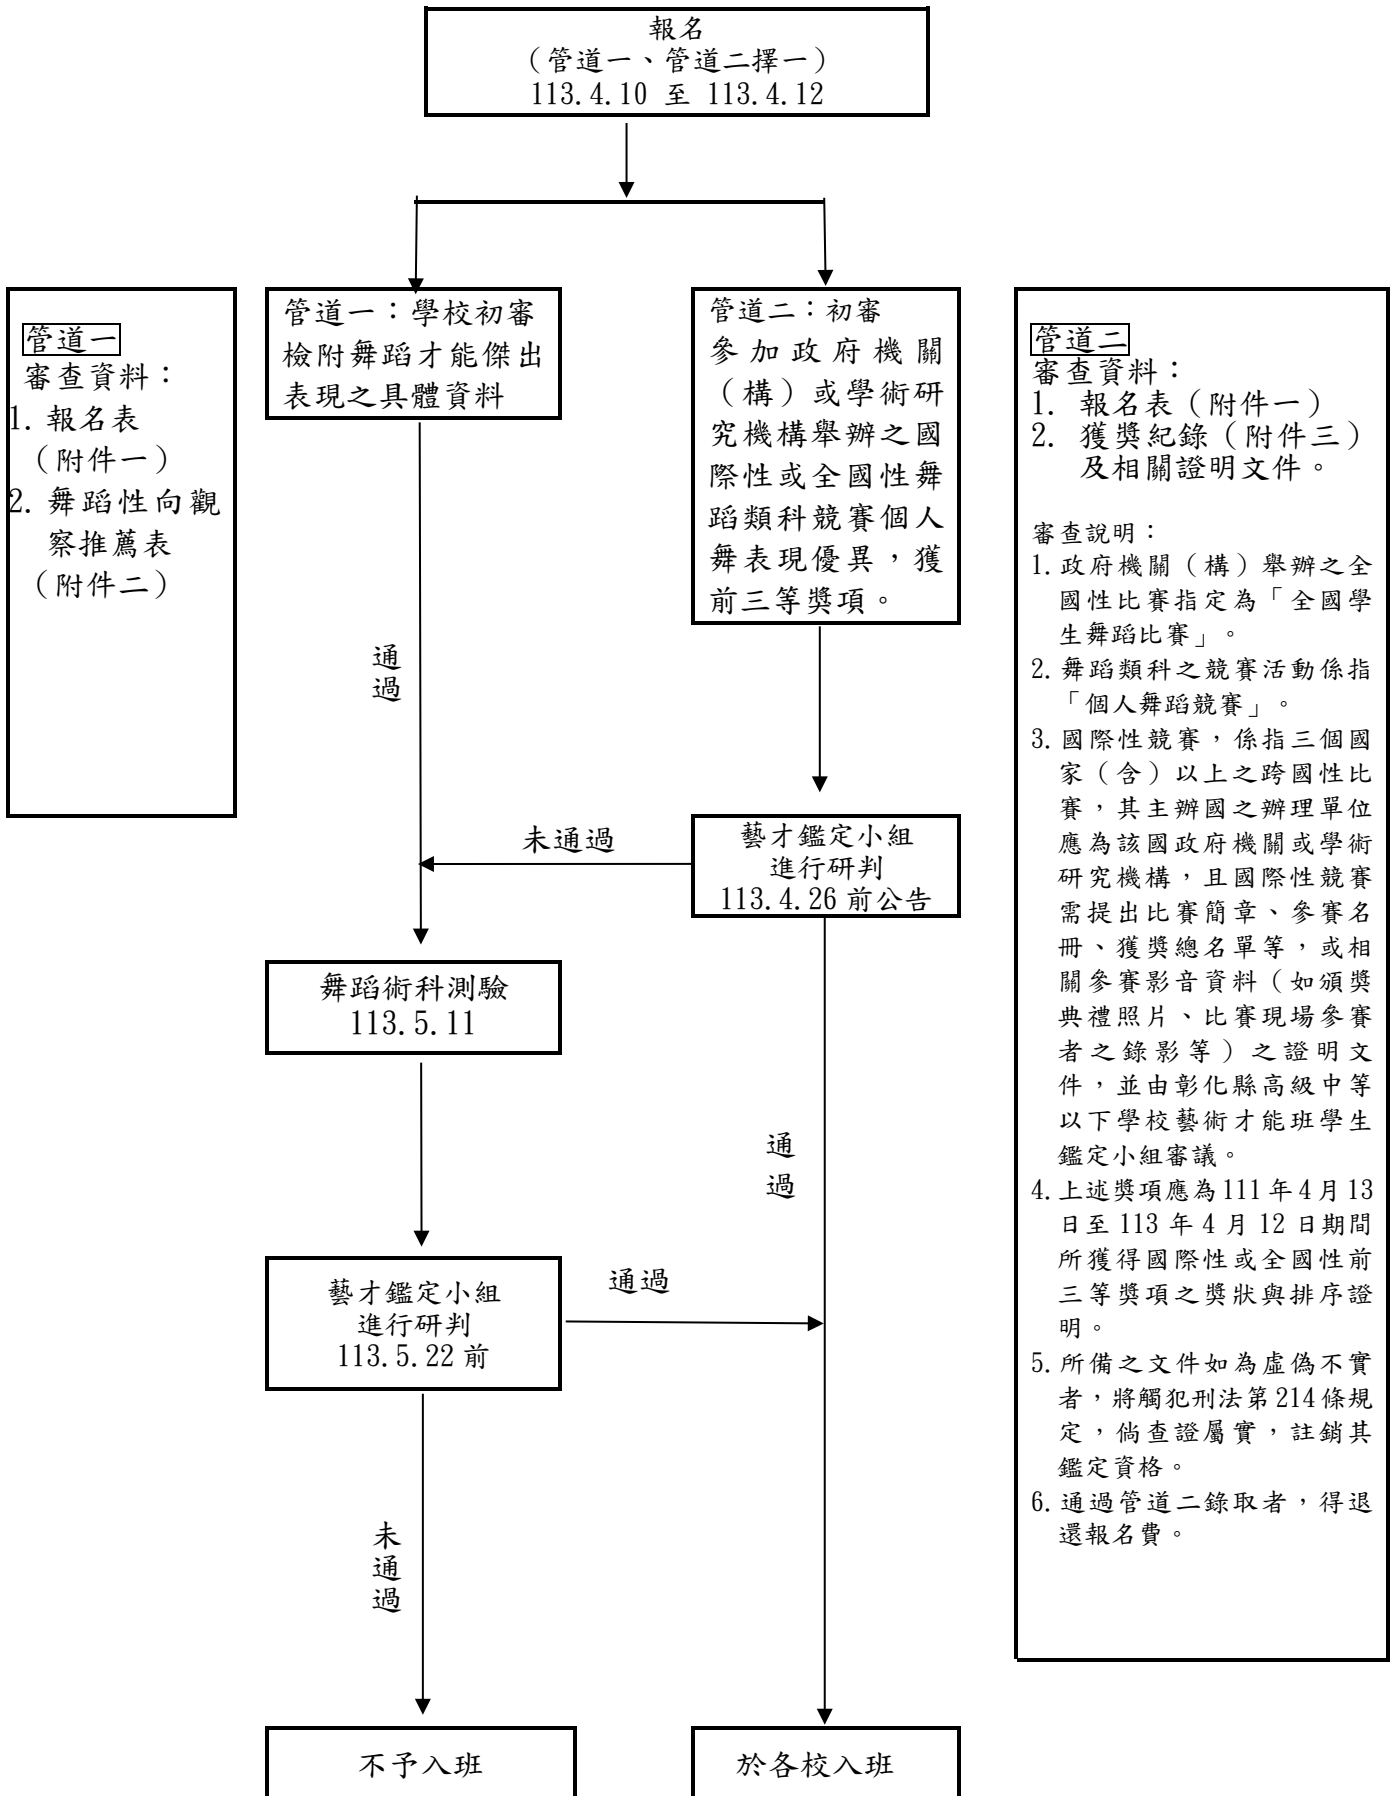 報名
（管道一、管道二擇一）
113.4.10 至 113.4.12
管道一
審查資料：
1. 報名表
（附件一）
2. 舞蹈性向觀
察推薦表
（附件二）
管道一：學校初審
檢附舞蹈才能傑出
表現之具體資料
管道二：初審
參加政府機關
（構）或學術研
究機構舉辦之國
際性或全國性舞
蹈類科競賽個人
舞表現優異，獲
前三等獎項。
管道二
審查資料：
1. 報名表（附件一）
2. 獲獎紀錄（附件三）
及相關證明文件。
審查說明：
1. 政府機關（構）舉辦之全
國性比賽指定為「全國學
生舞蹈比賽」。
2. 舞蹈類科之競賽活動係指
「個人舞蹈競賽」。
3. 國際性競賽，係指三個國
家（含）以上之跨國性比
賽，其主辦國之辦理單位
應為該國政府機關或學術
研究機構，且國際性競賽
需提出比賽簡章、參賽名
冊、獲獎總名單等，或相
關參賽影音資料（如頒獎
典禮照片、比賽現場參賽
者之錄影等）之證明文
件，並由彰化縣高級中等
以下學校藝術才能班學生
鑑定小組審議。
4. 上述獎項應為 111 年 4 月 13
日至 113 年 4 月 12 日期間
所獲得國際性或全國性前
三等獎項之獎狀與排序證
明。
5. 所備之文件如為虛偽不實
者，將觸犯刑法第 214 條規
定，倘查證屬實，註銷其
鑑定資格。
6. 通過管道二錄取者，得退
還報名費。
通
過
未通過
藝才鑑定小組
進行研判
113.4.26 前公告
舞蹈術科測驗
113.5.11
通
過
藝才鑑定小組
進行研判
113.5.22 前
通過
未
通
過
不予入班
於各校入班